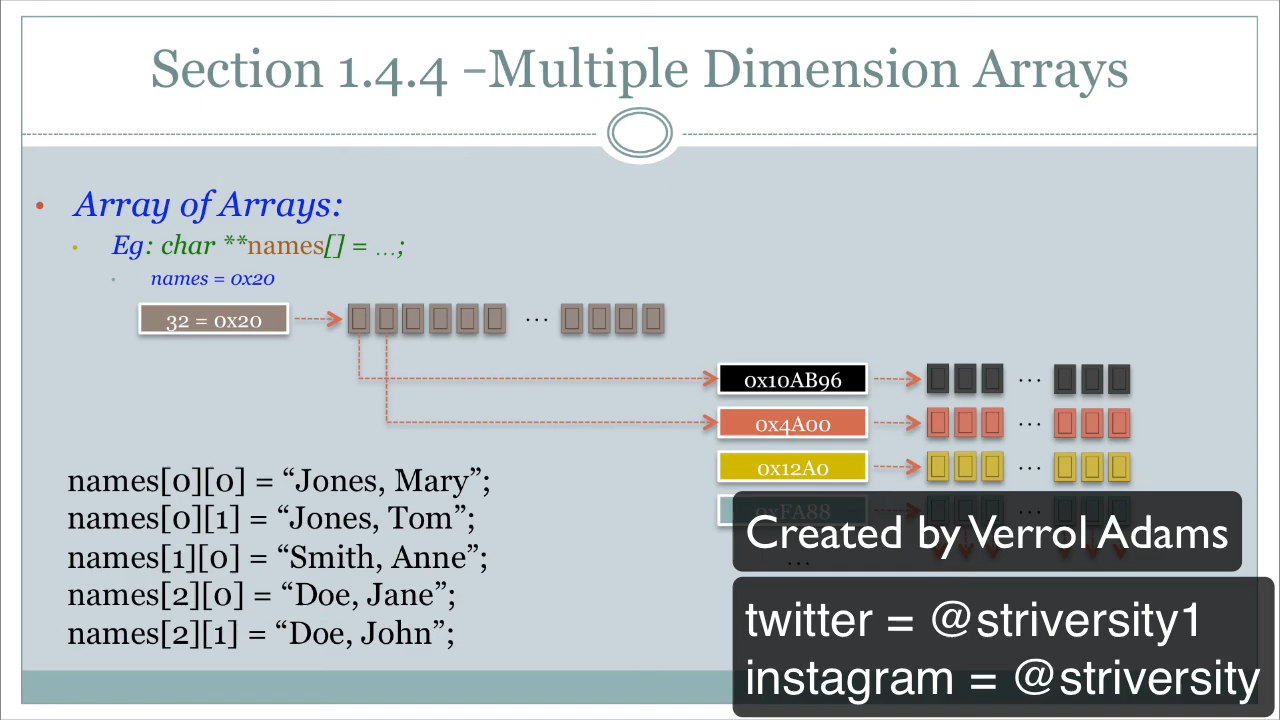 Section 1.4.4 –Multiple Dimension Arrays
• Array of Arrays:
• Eg: char **names[] = …;
• names = 0x20
32 = 0x20
…
0x10AB96
…
0x4A00
…
0x12A0
…
0xFA88
…
…
names[0][0] = “Jones, Mary”;
names[0][1] = “Jones, Tom”;
names[1][0] = “Smith, Anne”;
names[2][0] = “Doe, Jane”;
names[2][1] = “Doe, John”;
Created by Verrol Adams
twitter = @striversity1
instagram = @striversity